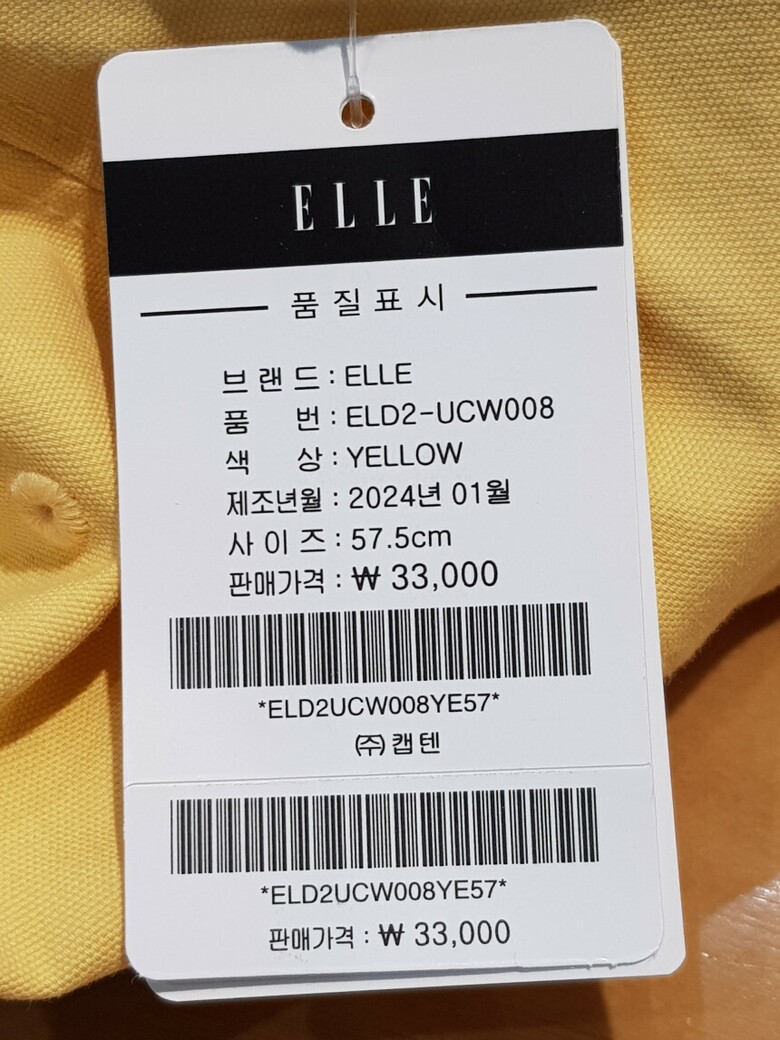 ELLE
품질표시
브랜드 : ELLE
품 번 : ELD2-UCW008
색 상 : YELLOW
제조년월 : 2024년 01월
사이즈 : 57.5cm
판매가격 : ₩ 33,000
*ELD2UCW008YE57*
㈜캡텐
*ELD2UCW008YE57*
판매가격 : ₩ 33,000